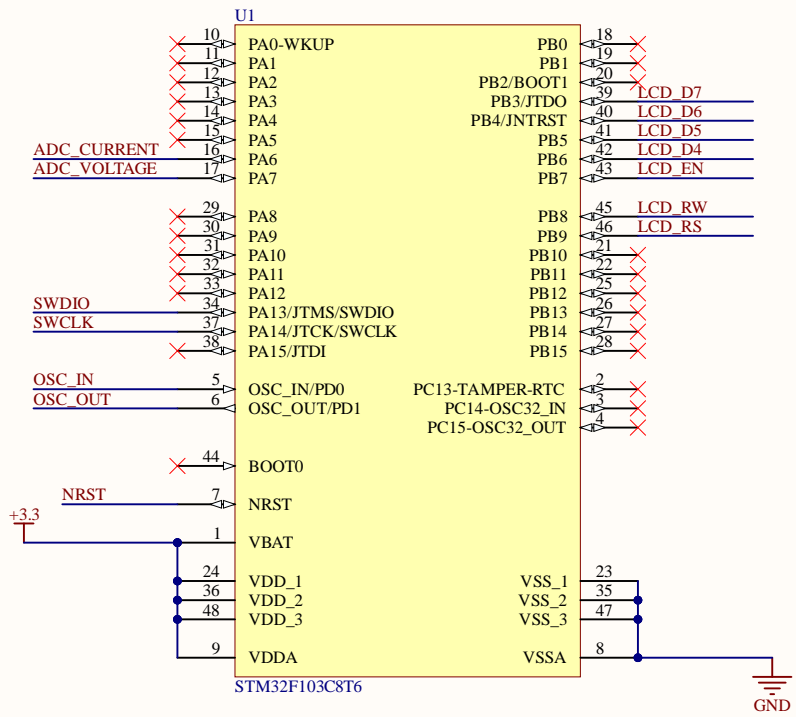 U1
10 PA0-WKUP PB0 18
11 PA1 PB1 19
12 PA2 PB2/BOOT1 20
13 PA3 PB3/JTDO 39 LCD_D7
14 PA4 PB4/JNTRST 40 LCD_D6
15 PA5 PB5 41 LCD_D5
ADC_CURRENT 16 PA6 PB6 42 LCD_D4
ADC_VOLTAGE 17 PA7 PB7 43 LCD_EN
29 PA8 PB8 45 LCD_RW
30 PA9 PB9 46 LCD_RS
31 PA10 PB10 21
32 PA11 PB11 22
33 PA12 PB12 25
SWDIO 34 PA13/JTMS/SWDIO PB13 26
SWCLK 37 PA14/JTCK/SWCLK PB14 27
38 PA15/JTDI PB15 28
OSC_IN 5 OSC_IN/PD0 PC13-TAMPER-RTC 2
OSC_OUT 6 OSC_OUT/PD1 PC14-OSC32_IN 3
PC15-OSC32_OUT 4
44 BOOT0
NRST 7 NRST
+3.3
1 VBAT
24 VDD_1 VSS_1 23
36 VDD_2 VSS_2 35
48 VDD_3 VSS_3 47
9 VDDA VSSA 8
STM32F103C8T6
GND